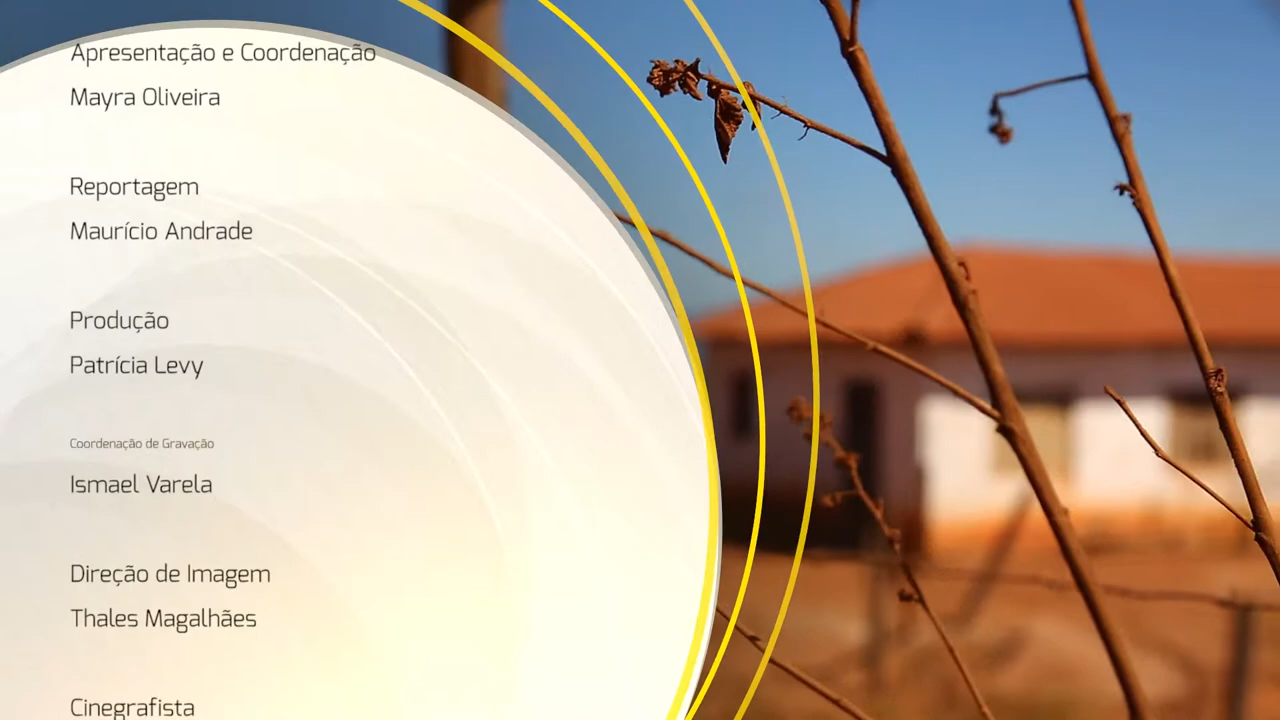 Apresentação e Coordenação
Mayra Oliveira
Reportagem
Maurício Andrade
Produção
Patrícia Levy
Coordenação de Gravação
Ismael Varela
Direção de Imagem
Thales Magalhães
Cinegrafista